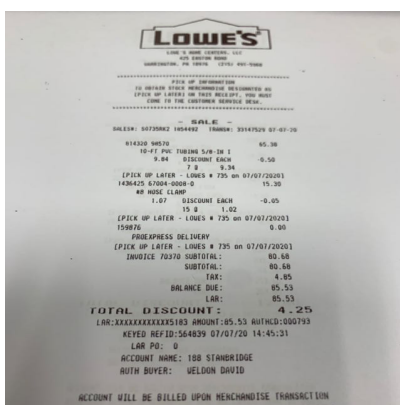 LOWE'S
LOWE'S HOME CENTERS, LLC
425 EASTON ROAD
WARRINGTON, PA 18976 (215)
PICK UP INFORMATION
TO OBTAIN STOCK MERCHANDISE DESIGNATED AS
[PICK UP LATER] ON THIS RECEIPT, YOU MUST
COME TO THE CUSTOMER SERVICE DESK.
- SALE -
SALES#: TRANS#: 33147529 07-07-20
614320 65.38
10-FT PVC TUBING 5/8-IN I
9.84 DISCOUNT EACH -0.50
7 @ 9.34
[PICK UP LATER - LOWES # 735 on 07/07/2020]
1436425 67004-0008-0 15.30
#8 HOSE CLAMP
1.07 DISCOUNT EACH -0.05
15 @ 1.02
[PICK UP LATER - LOWES # 735 on 07/07/2020]
159876 0.00
PROEXPRESS DELIVERY
[PICK UP LATER - LOWES # 735 on 07/07/2020]
INVOICE 70370 SUBTOTAL: 80.68
SUBTOTAL: 80.68
TAX: 4.85
BALANCE DUE: 85.53
LAR: 85.53
TOTAL DISCOUNT: 4.25
LAR:XXXXXXXXXXXX5183 AMOUNT:85.53 AUTHCD:000793
KEYED REFID:564839 07/07/20 14:45:31
LAR PO: 0
ACCOUNT NAME: 188 STANBRIDGE
AUTH BUYER: WELDON DAVID
ACCOUNT WILL BE BILLED UPON MERCHANDISE TRANSACTION